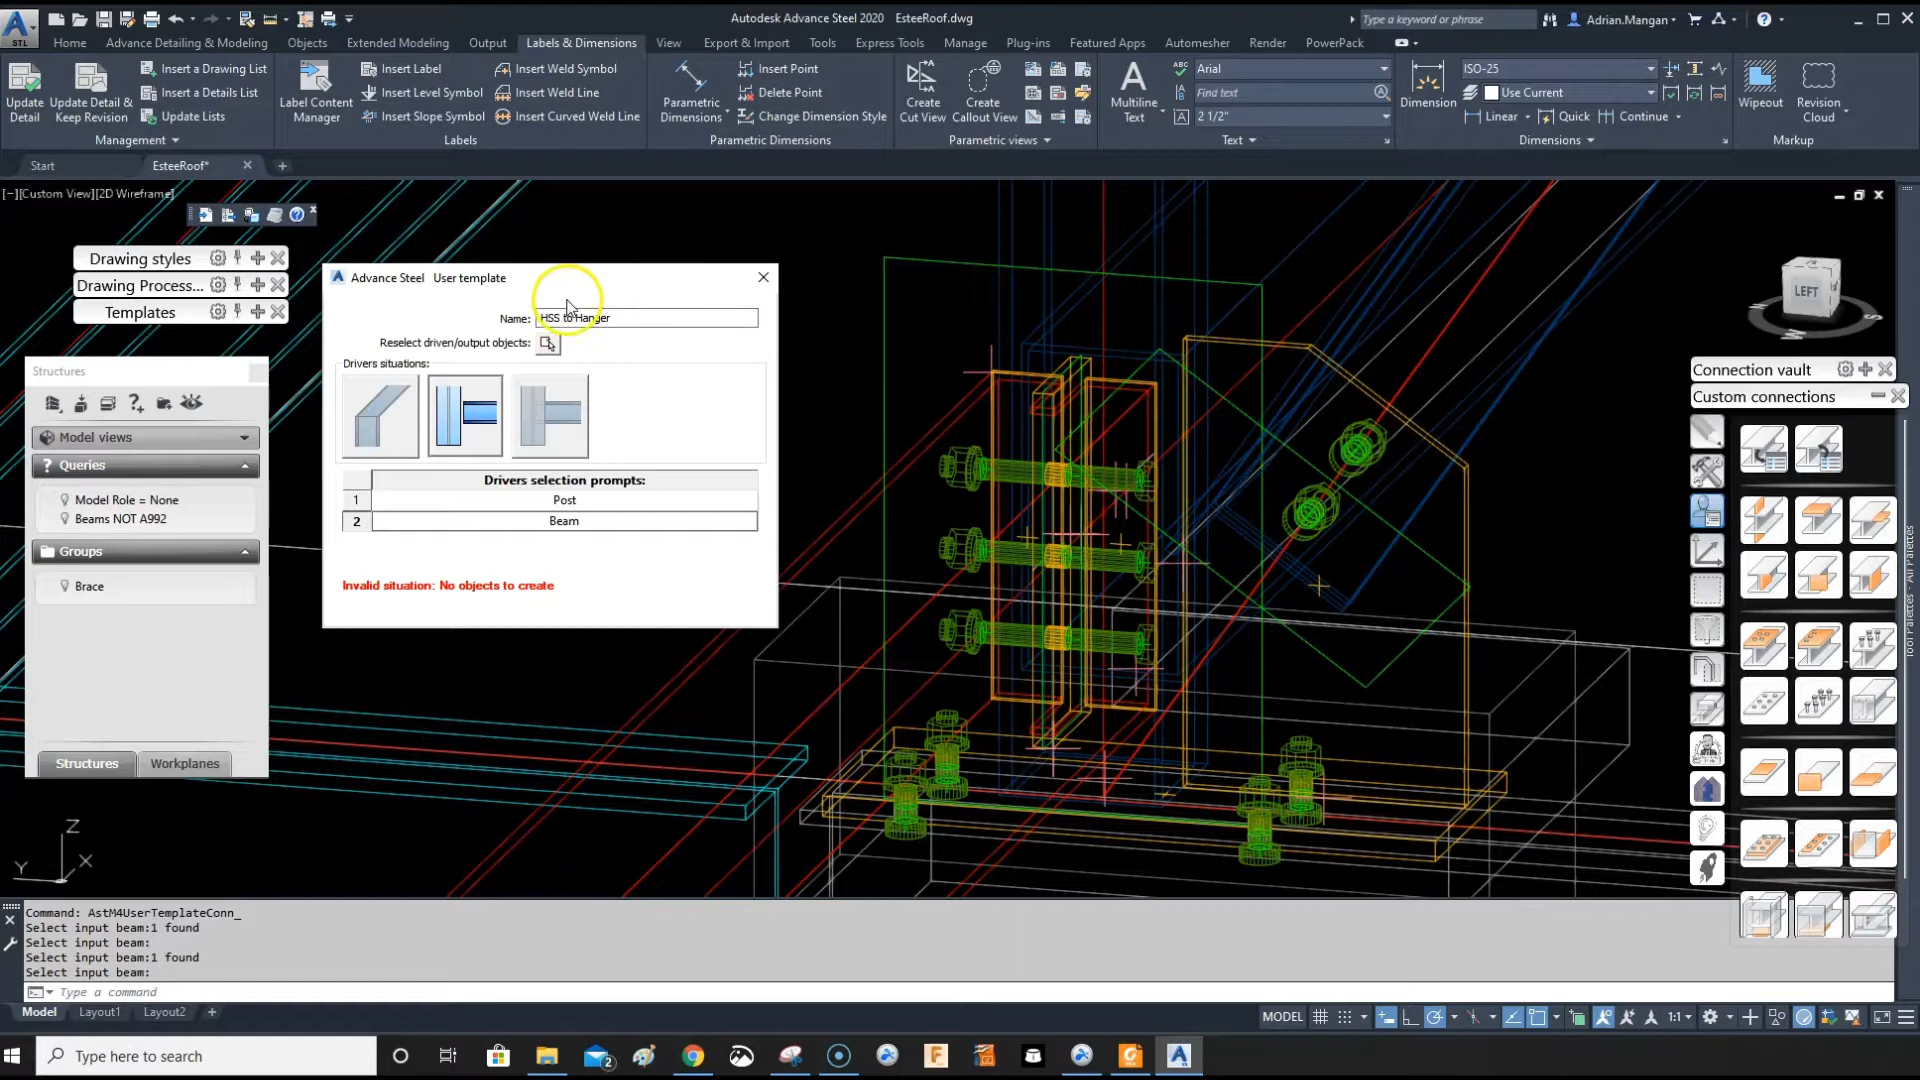 Autodesk Advance Steel 2020 EsteeRoof.dwg
Type a keyword or phrase
Adrian.Mangan
STL
Home
Advance Detailing & Modeling
Objects
Extended Modeling
Output
Labels & Dimensions
View
Export & Import
Tools
Express Tools
Manage
Plug-ins
Featured Apps
Automesher
Render
PowerPack
Update Detail
Update Detail & Keep Revision
Insert a Drawing List
Insert a Details List
Update Lists
Management
Label Content Manager
Insert Label
Insert Level Symbol
Insert Slope Symbol
Insert Weld Symbol
Insert Weld Line
Insert Curved Weld Line
Labels
Parametric Dimensions
Insert Point
Delete Point
Change Dimension Style
Parametric Dimensions
Create Cut View
Create Callout View
Parametric views
Multiline Text
ABC
Arial
Find text
2 1/2"
Text
Dimension
ISO-25
Use Current
Linear
Quick
Continue
Dimensions
Wipeout
Revision Cloud
Markup
Start
EsteeRoof*
[−][Custom View][2D Wireframe]
Drawing styles
Drawing Process...
Templates
Structures
Model views
Queries
Model Role = None
Beams NOT A992
Groups
Brace
Structures
Workplanes
Advance Steel User template
Name:
HSS to Hanger
Reselect driven/output objects:
Drivers situations:
Drivers selection prompts:
1 Post
2 Beam
Invalid situation: No objects to create
LEFT
Connection vault
Custom connections
Tool Palettes - All Palettes
Z
Y
X
Command: AstM4UserTemplateConn_
Select input beam:1 found
Select input beam:
Select input beam:1 found
Select input beam:
Type a command
Model
Layout1
Layout2
MODEL
1:1
Type here to search
2